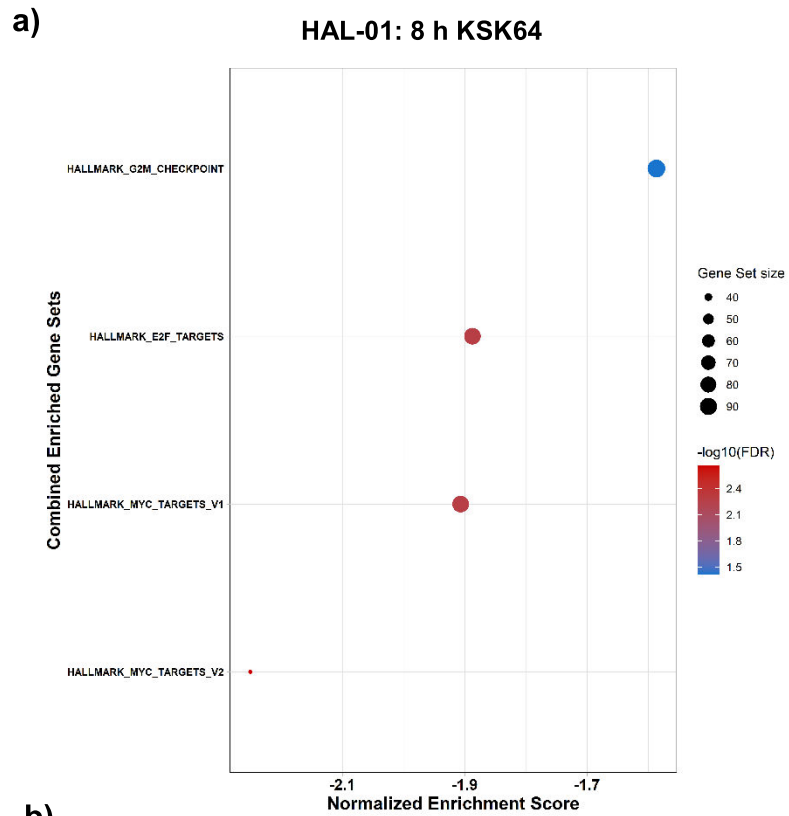 a)
HAL-01: 8 h KSK64
Combined Enriched Gene Sets
HALLMARK_G2M_CHECKPOINT
HALLMARK_E2F_TARGETS
HALLMARK_MYC_TARGETS_V1
HALLMARK_MYC_TARGETS_V2
-2.1
-1.9
-1.7
Normalized Enrichment Score
Gene Set size
40
50
60
70
80
90
-log10(FDR)
2.4
2.1
1.8
1.5
b)